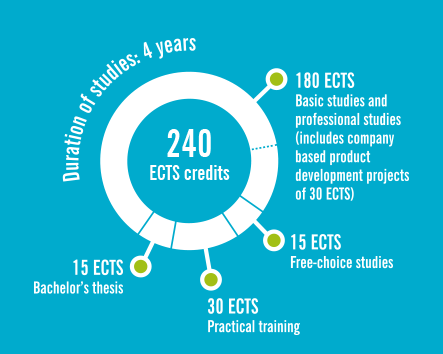 Duration of studies: 4 years
240
ECTS credits
180 ECTS
Basic studies and
professional studies
(includes company
based product
development projects
of 30 ECTS)
15 ECTS
Free-choice studies
30 ECTS
Practical training
15 ECTS
Bachelor's thesis